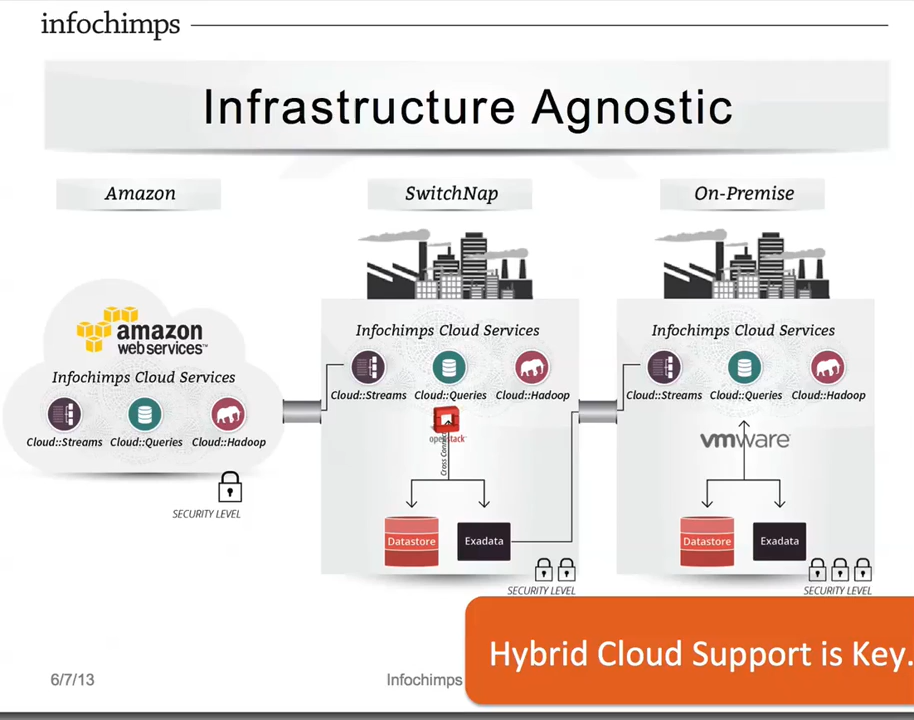 infochimps
Infrastructure Agnostic
Amazon
SwitchNap
On-Premise
amazon
webservices™
Infochimps Cloud Services
Cloud::Streams
Cloud::Queries
Cloud::Hadoop
SECURITY LEVEL
Infochimps Cloud Services
Cloud::Streams
Cloud::Queries
Cloud::Hadoop
openstack
Cross Connect
Datastore
Exadata
SECURITY LEVEL
Infochimps Cloud Services
Cloud::Streams
Cloud::Queries
Cloud::Hadoop
vmware
Datastore
Exadata
SECURITY LEVEL
Hybrid Cloud Support is Key.
6/7/13
Infochimps